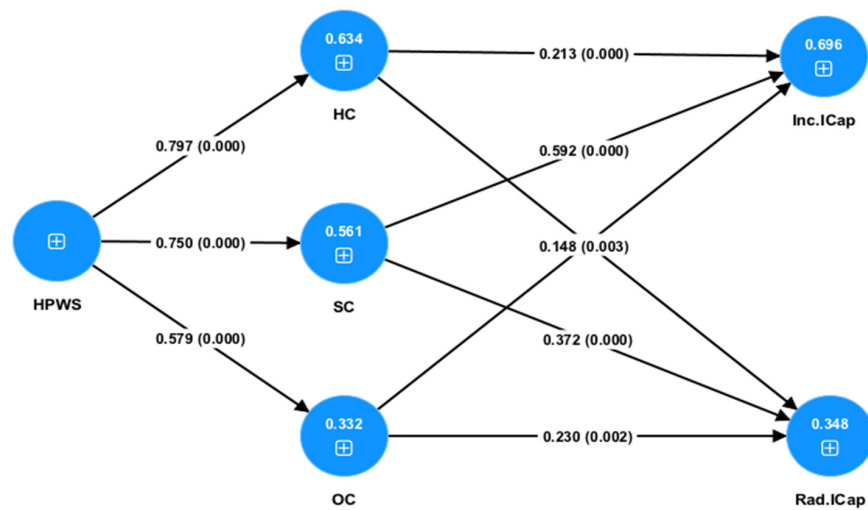 0.634
HC
0.213 (0.000)
0.696
Inc.ICap
0.797 (0.000)
0.592 (0.000)
HPWS
0.750 (0.000)
0.561
SC
0.148 (0.003)
0.579 (0.000)
0.372 (0.000)
0.332
OC
0.230 (0.002)
0.348
Rad.ICap